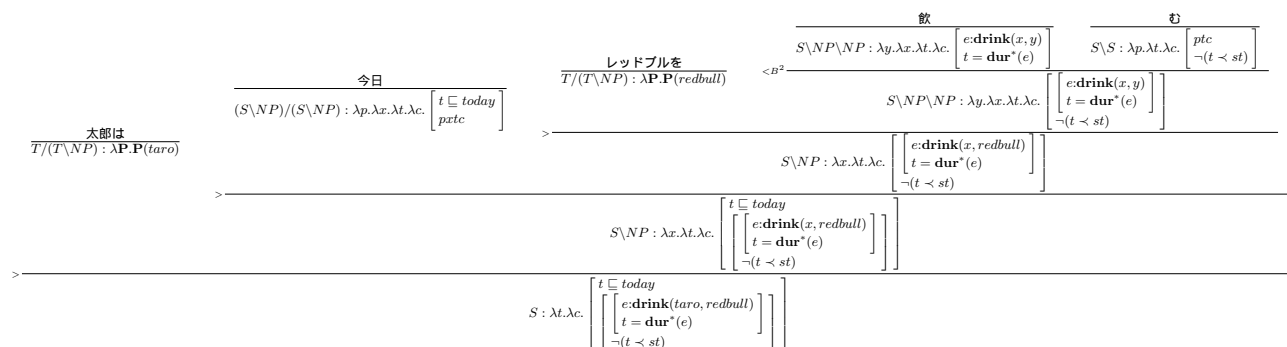 飲
む
S\NP\NP : λy.λx.λt.λc. [ e:drink(x, y)
t = dur*(e) ]
S\S : λp.λt.λc. [ ptc
¬(t ≺ st) ]
<B²
レッドブルを
T/(T\NP) : λP.P(redbull)
今日
(S\NP)/(S\NP) : λp.λx.λt.λc. [ t ⊑ today
pxtc ]
S\NP\NP : λy.λx.λt.λc. [ [ e:drink(x, y)
t = dur*(e) ]
¬(t ≺ st) ]
太郎は
T/(T\NP) : λP.P(taro)
>
S\NP : λx.λt.λc. [ [ e:drink(x, redbull)
t = dur*(e) ]
¬(t ≺ st) ]
>
S\NP : λx.λt.λc. [ t ⊑ today
[ [ e:drink(x, redbull)
t = dur*(e) ]
¬(t ≺ st) ] ]
>
S : λt.λc. [ t ⊑ today
[ [ e:drink(taro, redbull)
t = dur*(e) ]
¬(t ≺ st) ] ]